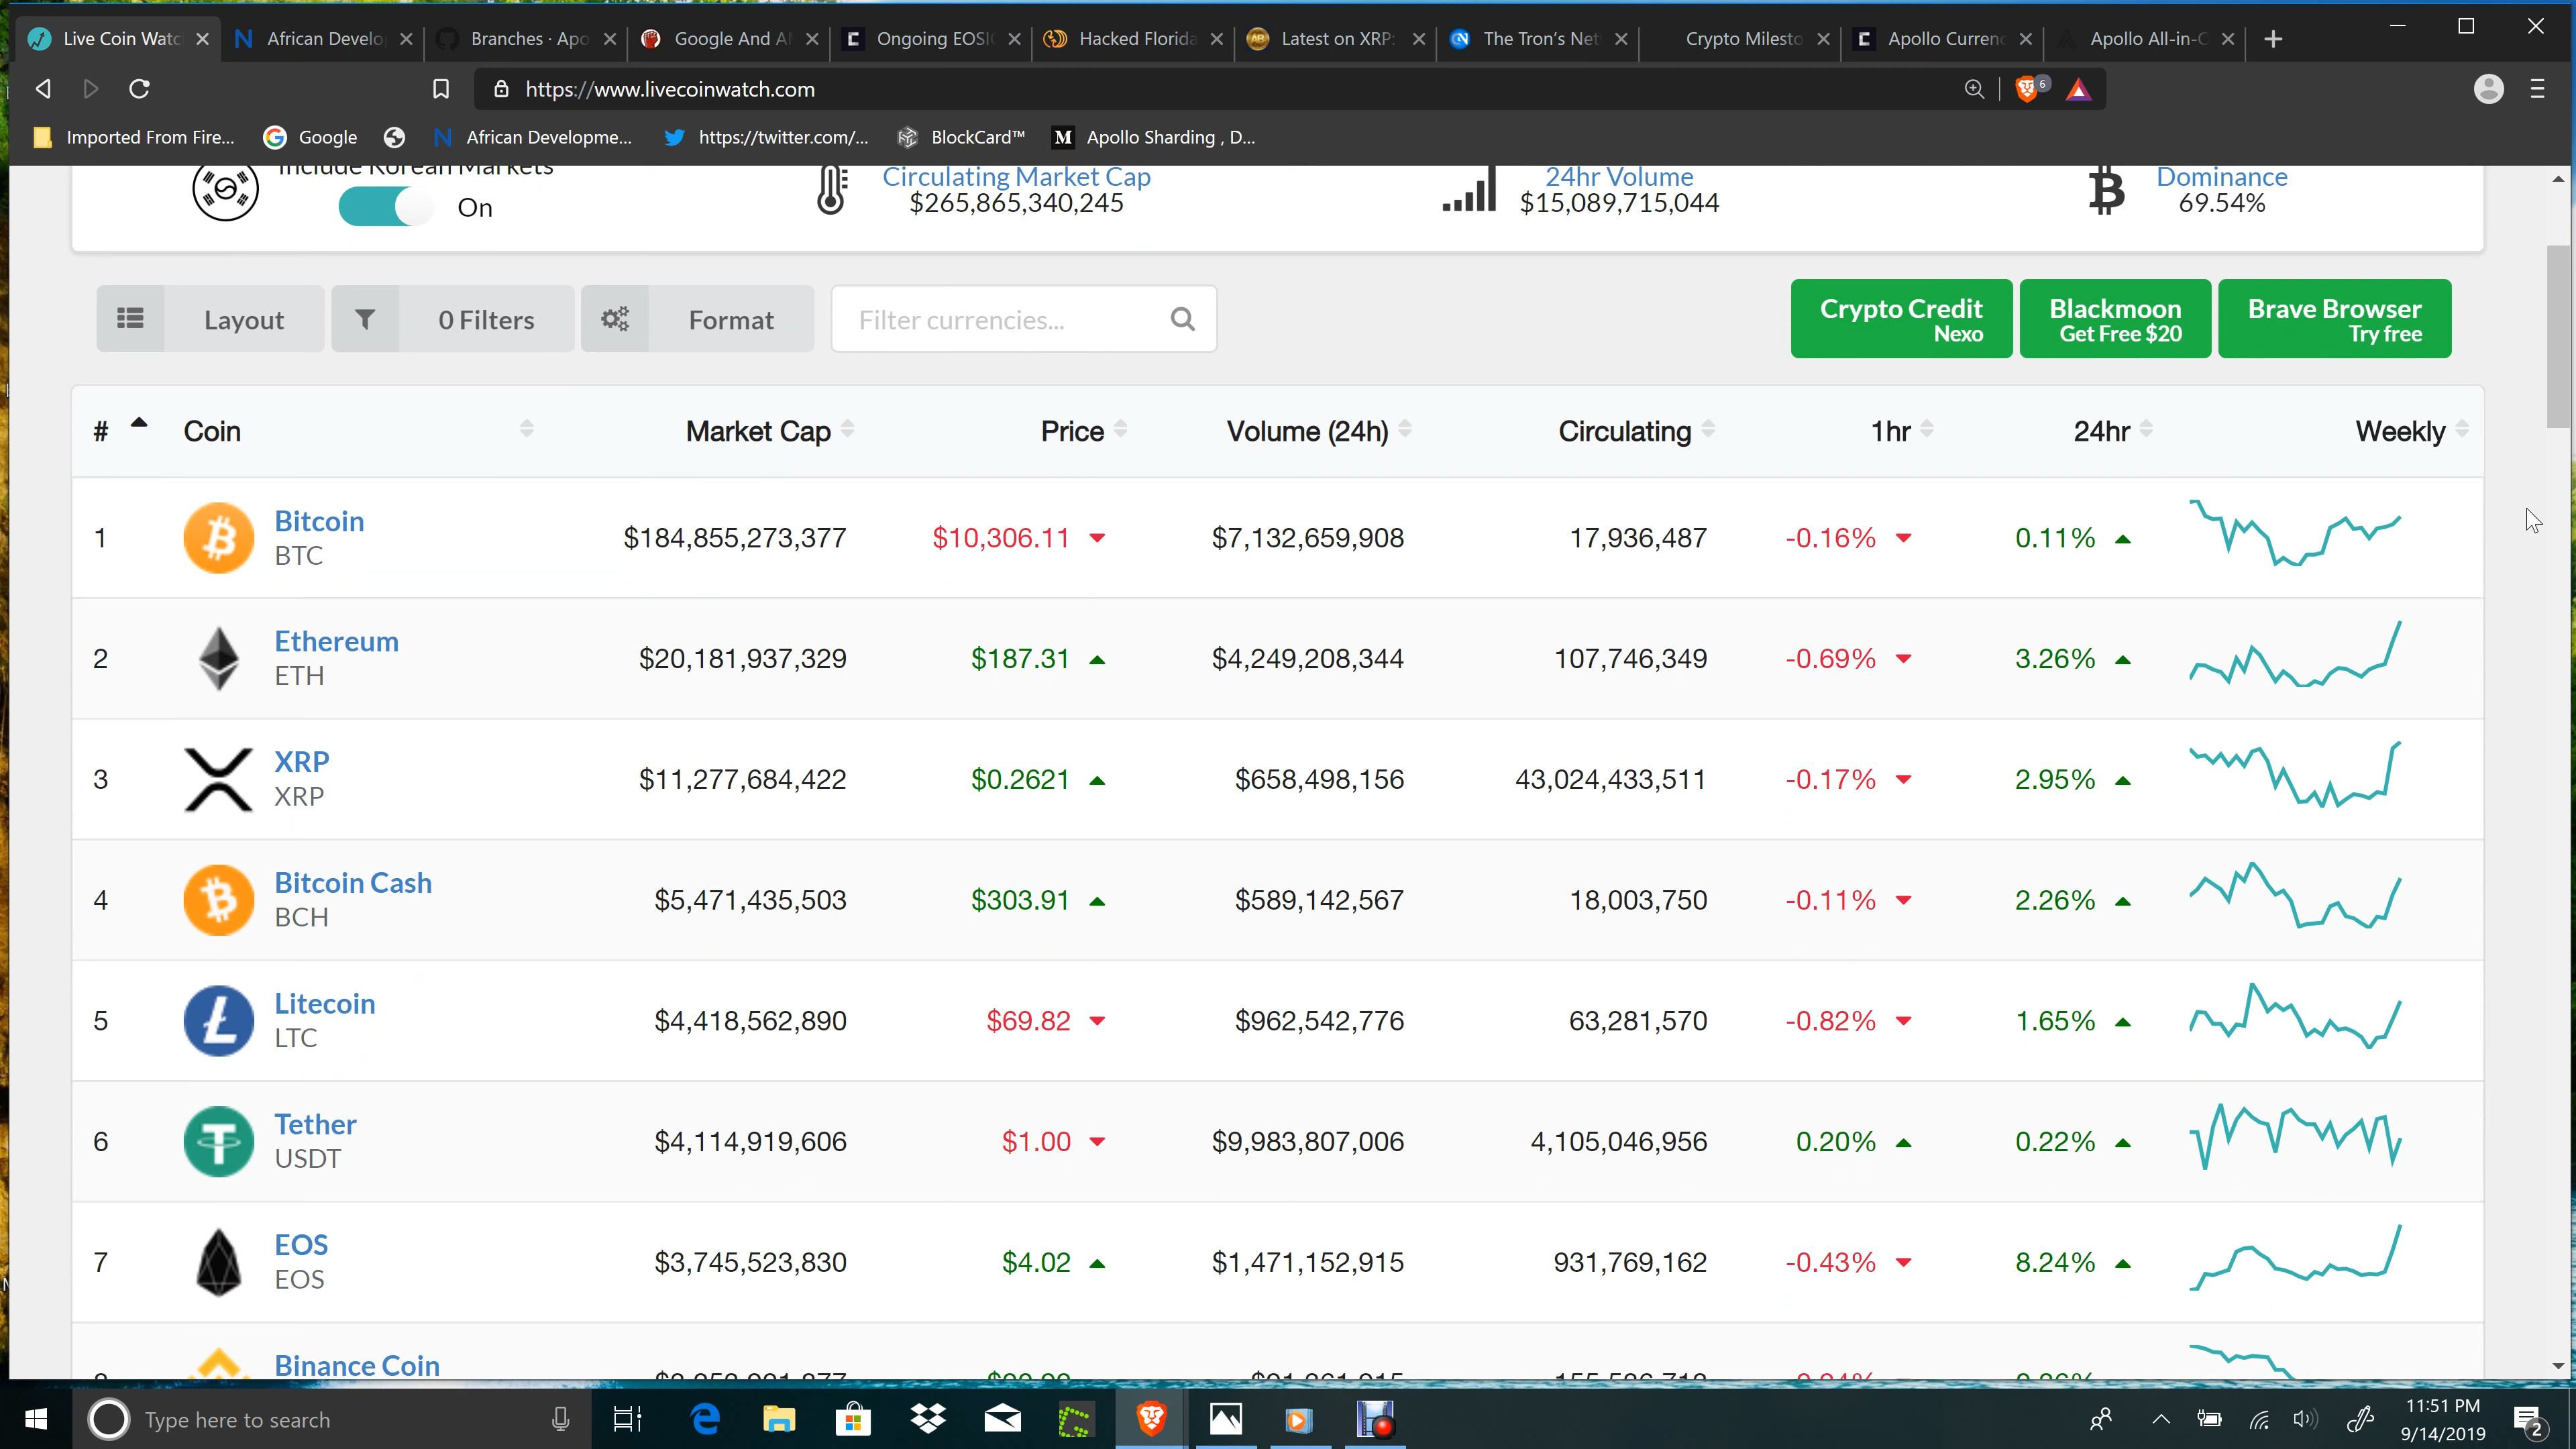 Live Coin Watc
African Develo
Branches · Apo
Google And Al
Ongoing EOSI
Hacked Florida
Latest on XRP:
The Tron's Net
Crypto Milesto
Apollo Curren
Apollo All-in-C
https://www.livecoinwatch.com
6
Imported From Fire...
Google
African Developme...
https://twitter.com/...
BlockCard™
Apollo Sharding , D...
Include Korean Markets
On
Circulating Market Cap
$265,865,340,245
24hr Volume
$15,089,715,044
Dominance
69.54%
Layout
0 Filters
Format
Filter currencies...
Crypto Credit
Nexo
Blackmoon
Get Free $20
Brave Browser
Try free
# Coin Market Cap Price Volume (24h) Circulating 1hr 24hr Weekly
1 Bitcoin BTC $184,855,273,377 $10,306.11 $7,132,659,908 17,936,487 -0.16% 0.11%
2 Ethereum ETH $20,181,937,329 $187.31 $4,249,208,344 107,746,349 -0.69% 3.26%
3 XRP XRP $11,277,684,422 $0.2621 $658,498,156 43,024,433,511 -0.17% 2.95%
4 Bitcoin Cash BCH $5,471,435,503 $303.91 $589,142,567 18,003,750 -0.11% 2.26%
5 Litecoin LTC $4,418,562,890 $69.82 $962,542,776 63,281,570 -0.82% 1.65%
6 Tether USDT $4,114,919,606 $1.00 $9,983,807,006 4,105,046,956 0.20% 0.22%
7 EOS EOS $3,745,523,830 $4.02 $1,471,152,915 931,769,162 -0.43% 8.24%
Binance Coin
Type here to search
11:51 PM
9/14/2019
2